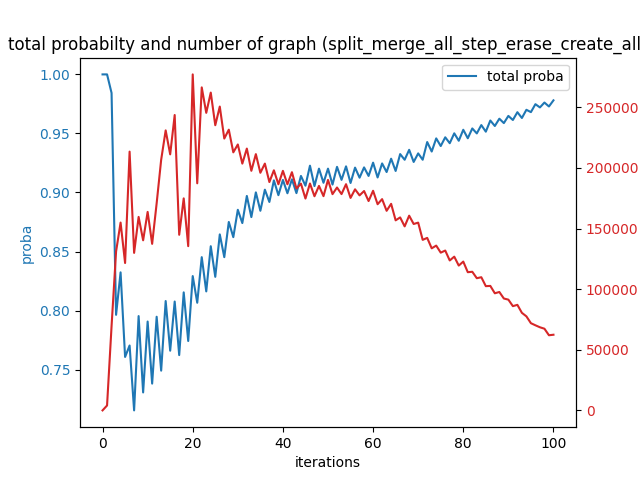 total probabilty and number of graph (split_merge_all_step_erase_create_all
total proba
1.00
0.95
0.90
0.85
0.80
0.75
proba
250000
200000
150000
100000
50000
0
0 20 40 60 80 100
iterations